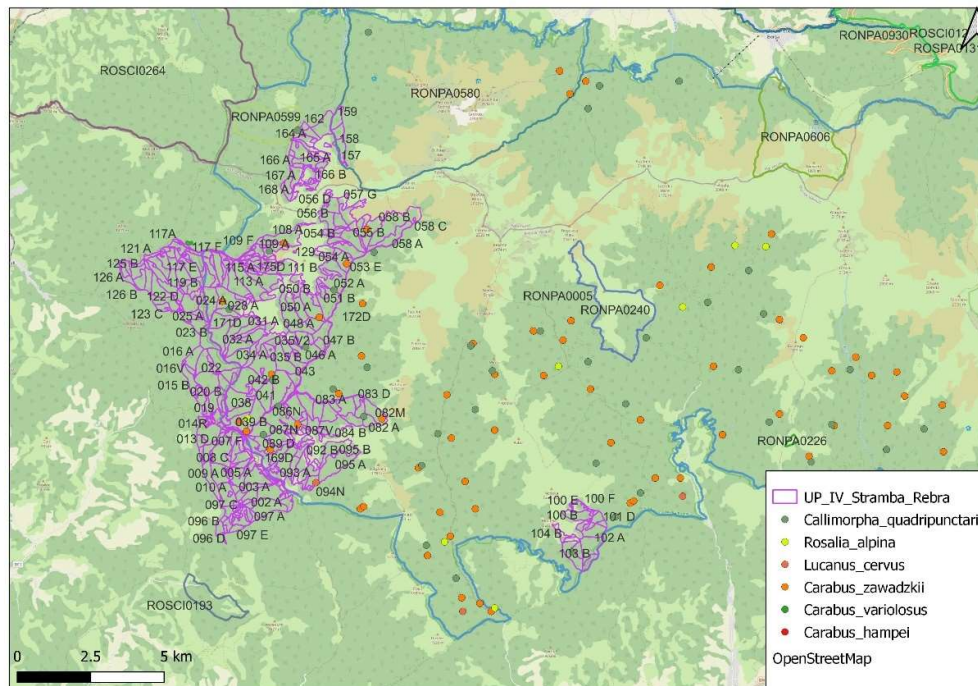 RONPA0930
ROSCI012
ROSPA0131
ROSCI0264
RONPA0580
RONPA0599
RONPA0606
159
162
164 A
158
165 A
157
166 A
166 B
167 A
168 A
057 G
056 D
056 B
058 B
058 C
108 A
054 B
055 B
117A
117 F
109 F
109 A
058 A
121 A
129
054 A
125 B
117 E
115 A
175D
111 B
053 E
126 A
119 B
113 A
052 A
RONPA0005
126 B
122 D
024 A
050 B
051 B
RONPA0240
028 A
050 A
123 C
025 A
171D
031 A
048 A
172D
023 B
032 A
035V2
047 B
016 A
034 A
035 B
046 A
016V
022
043
015 B
042 B
020 B
041
083 A
083 D
019
038
086N
082M
014R
039 B
087N
087V
084 B
082 A
013 D
007 F
089 D
092 B
095 B
RONPA0226
008 C
169D
009 A
005 A
093 A
095 A
010 A
003 A
094N
097 C
002 A
100 E
100 F
096 B
097 A
100 B
101 D
096 D
097 E
104 B
102 A
103 B
ROSCI0193
UP_IV_Stramba_Rebra
Callimorpha_quadripunctari
Rosalia_alpina
Lucanus_cervus
Carabus_zawadzkii
Carabus_variolosus
Carabus_hampei
OpenStreetMap
0 2.5 5 km